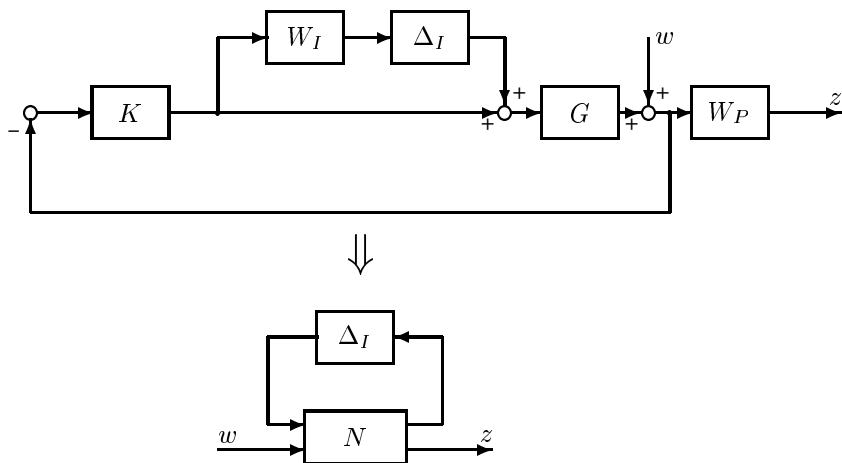 W_I Δ_I
w
+ +
K G W_P z
− + +
⇓
Δ_I
w N z